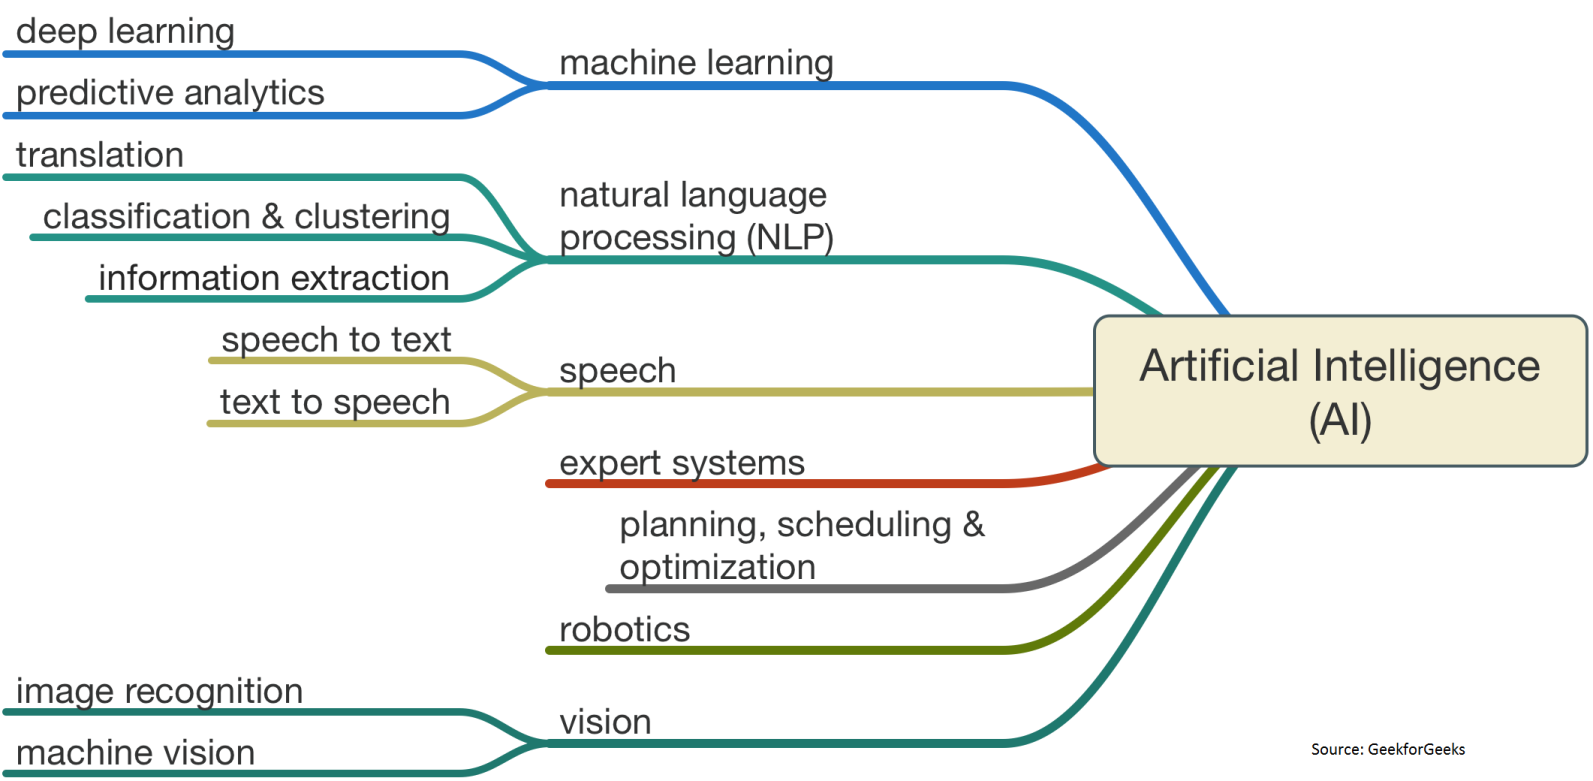 deep learning
machine learning
predictive analytics
translation
natural language
processing (NLP)
classification & clustering
information extraction
speech to text
speech
text to speech
Artificial Intelligence
(AI)
expert systems
planning, scheduling &
optimization
robotics
image recognition
vision
machine vision
Source: GeekforGeeks